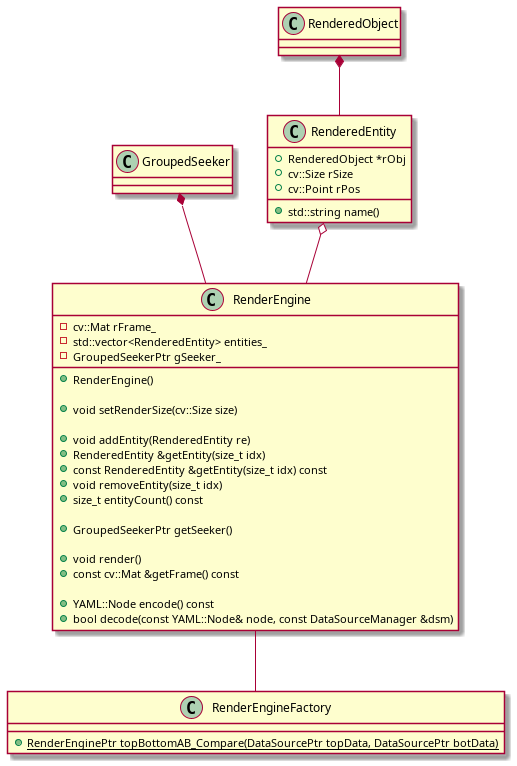 C RenderedObject
C RenderedEntity
RenderedObject *rObj
cv::Size rSize
cv::Point rPos
std::string name()
C GroupedSeeker
C RenderEngine
cv::Mat rFrame_
std::vector<RenderedEntity> entities_
GroupedSeekerPtr gSeeker_
RenderEngine()
void setRenderSize(cv::Size size)
void addEntity(RenderedEntity re)
RenderedEntity &getEntity(size_t idx)
const RenderedEntity &getEntity(size_t idx) const
void removeEntity(size_t idx)
size_t entityCount() const
GroupedSeekerPtr getSeeker()
void render()
const cv::Mat &getFrame() const
YAML::Node encode() const
bool decode(const YAML::Node& node, const DataSourceManager &dsm)
C RenderEngineFactory
RenderEnginePtr topBottomAB_Compare(DataSourcePtr topData, DataSourcePtr botData)